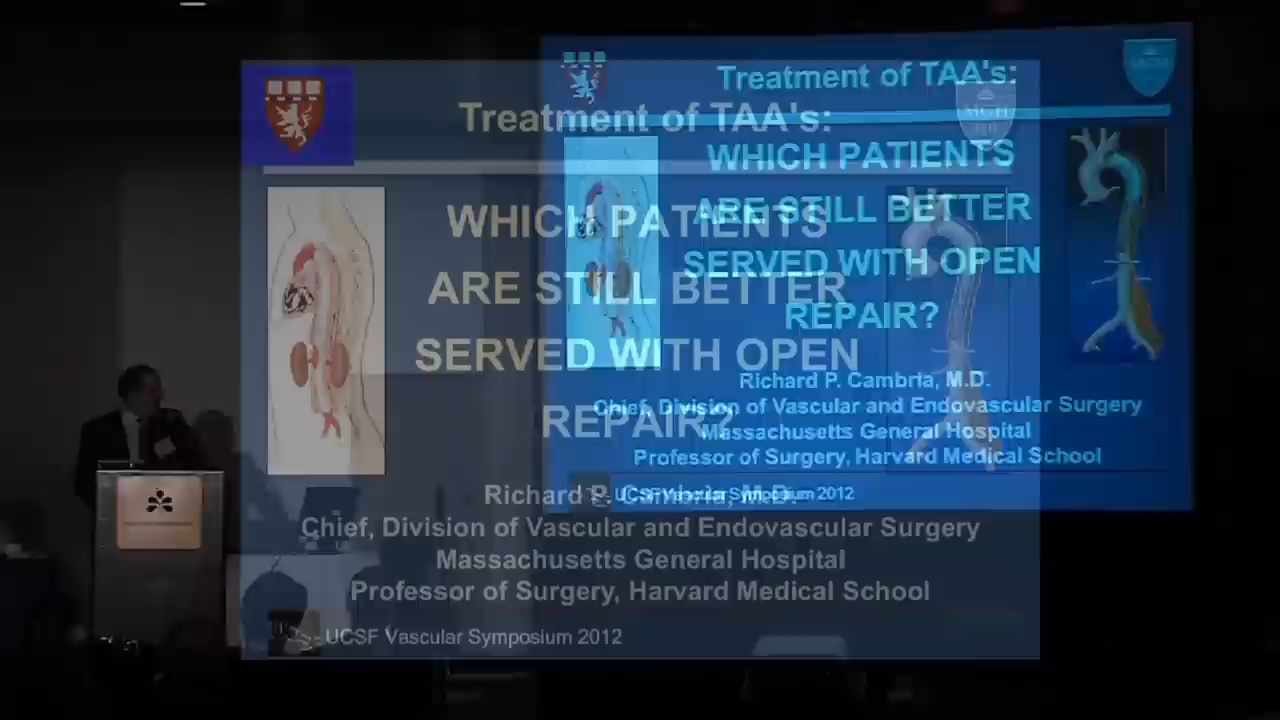 Treatment of TAA's:
WHICH PATIENTS
ARE STILL BETTER
SERVED WITH OPEN
REPAIR?
Richard P. Cambria, M.D.
Chief, Division of Vascular and Endovascular Surgery
Massachusetts General Hospital
Professor of Surgery, Harvard Medical School
UCSF Vascular Symposium 2012
MGH
1811
Treatment of TAA's:
WHICH PATIENTS
ARE STILL BETTER
SERVED WITH OPEN
REPAIR?
Richard P. Cambria, M.D.
Chief, Division of Vascular and Endovascular Surgery
Massachusetts General Hospital
Professor of Surgery, Harvard Medical School
UCSF Vascular Symposium 2012